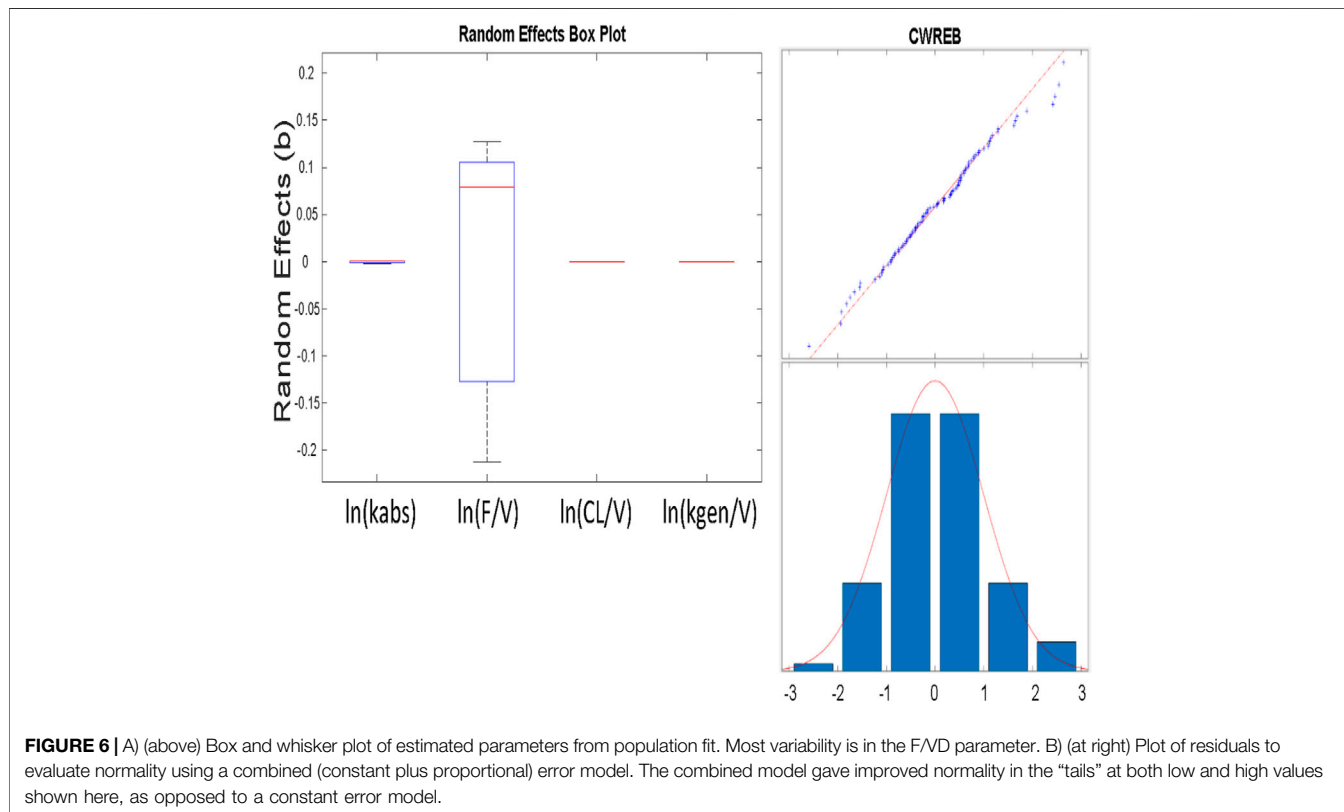 Random Effects Box Plot
Random Effects (b)
0.2
0.15
0.1
0.05
0
-0.05
-0.1
-0.15
-0.2
ln(kabs)
ln(F/V)
ln(CL/V)
ln(kgen/V)
CWREB
-3
-2
-1
0
1
2
3
FIGURE 6 | A) (above) Box and whisker plot of estimated parameters from population fit. Most variability is in the F/VD parameter. B) (at right) Plot of residuals to
evaluate normality using a combined (constant plus proportional) error model. The combined model gave improved normality in the “tails” at both low and high values
shown here, as opposed to a constant error model.